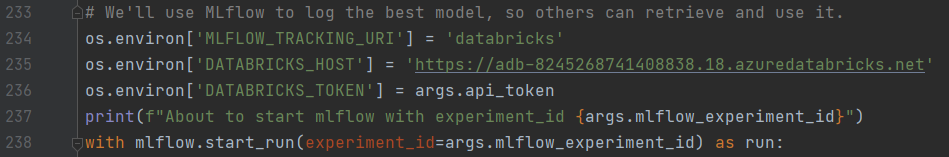 233 # We'll use MLflow to log the best model, so others can retrieve and use it.
234 os.environ['MLFLOW_TRACKING_URI'] = 'databricks'
235 os.environ['DATABRICKS_HOST'] = 'https://adb-8245268741408838.18.azuredatabricks.net'
236 os.environ['DATABRICKS_TOKEN'] = args.api_token
237 print(f"About to start mlflow with experiment_id {args.mlflow_experiment_id}")
238 with mlflow.start_run(experiment_id=args.mlflow_experiment_id) as run: